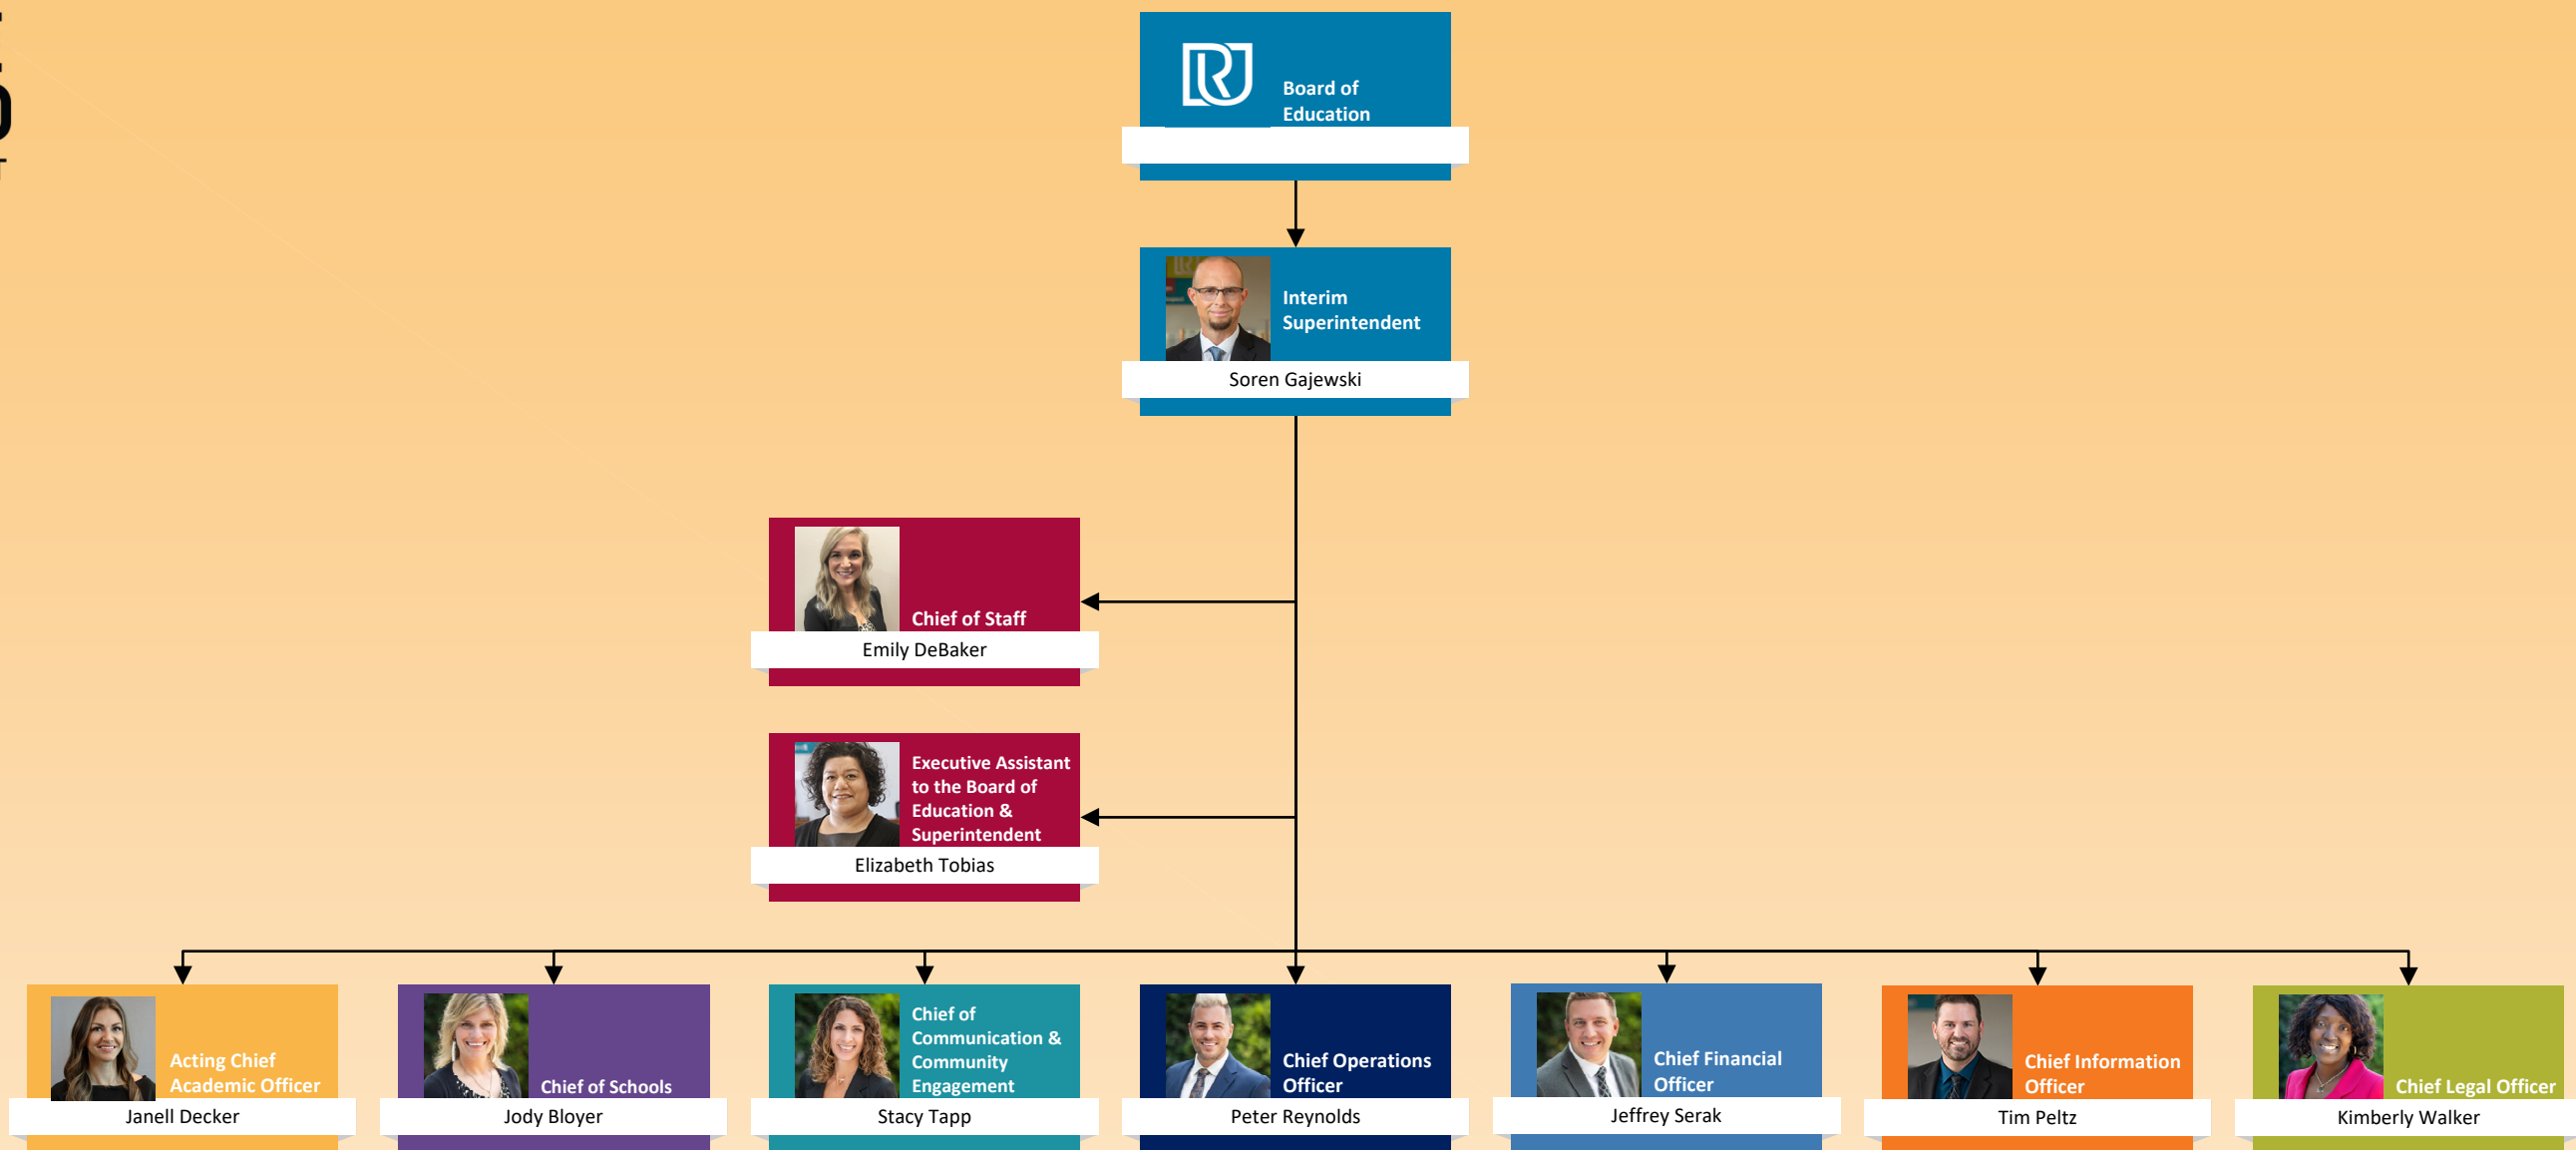 Board of
Education
Interim
Superintendent
Soren Gajewski
Chief of Staff
Emily DeBaker
Executive Assistant
to the Board of
Education &
Superintendent
Elizabeth Tobias
Acting Chief
Academic Officer
Janell Decker
Chief of Schools
Jody Bloyer
Chief of
Communication &
Community
Engagement
Stacy Tapp
Chief Operations
Officer
Peter Reynolds
Chief Financial
Officer
Jeffrey Serak
Chief Information
Officer
Tim Peltz
Chief Legal Officer
Kimberly Walker